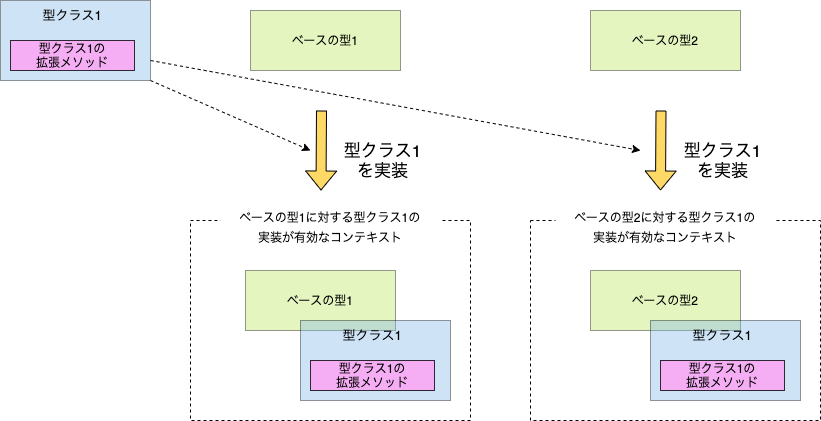 型クラス1
型クラス1の
拡張メソッド
ベースの型1
ベースの型2
型クラス1
を実装
型クラス1
を実装
ベースの型1に対する型クラス1の
実装が有効なコンテキスト
ベースの型2に対する型クラス1の
実装が有効なコンテキスト
ベースの型1
型クラス1
型クラス1の
拡張メソッド
ベースの型2
型クラス1
型クラス1の
拡張メソッド